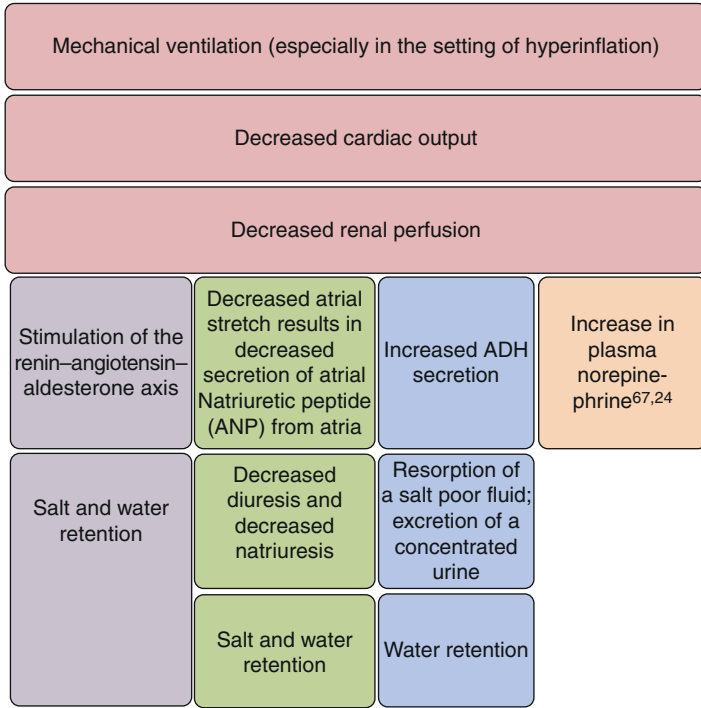 Mechanical ventilation (especially in the setting of hyperinflation)
Decreased cardiac output
Decreased renal perfusion
Stimulation of the
renin–angiotensin–
aldesterone axis
Decreased atrial
stretch results in
decreased
secretion of atrial
Natriuretic peptide
(ANP) from atria
Increased ADH
secretion
Increase in
plasma
norepine-
phrine67,24
Salt and water
retention
Decreased
diuresis and
decreased
natriuresis
Resorption of
a salt poor fluid;
excretion of a
concentrated
urine
Salt and water
retention
Water retention